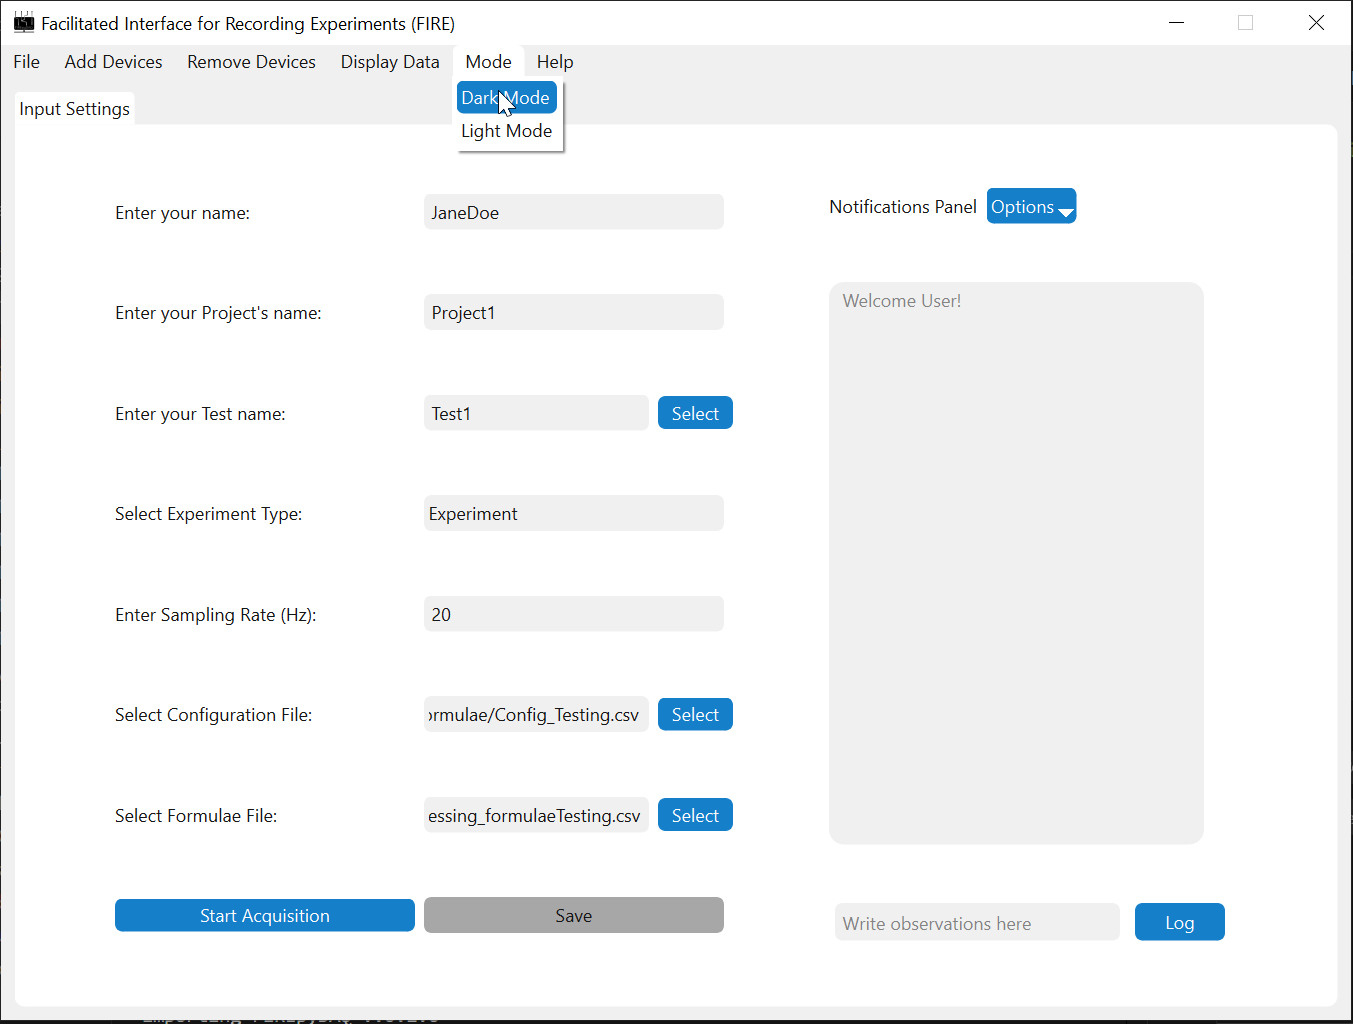 Facilitated Interface for Recording Experiments (FIRE)
File Add Devices Remove Devices Display Data Mode Help
Dark Mode
Light Mode
Input Settings
Enter your name: JaneDoe
Notifications Panel Options
Enter your Project's name: Project1
Welcome User!
Enter your Test name: Test1 Select
Select Experiment Type: Experiment
Enter Sampling Rate (Hz): 20
Select Configuration File: ormulae/Config_Testing.csv Select
Select Formulae File: essing_formulaeTesting.csv Select
Start Acquisition Save
Write observations here Log